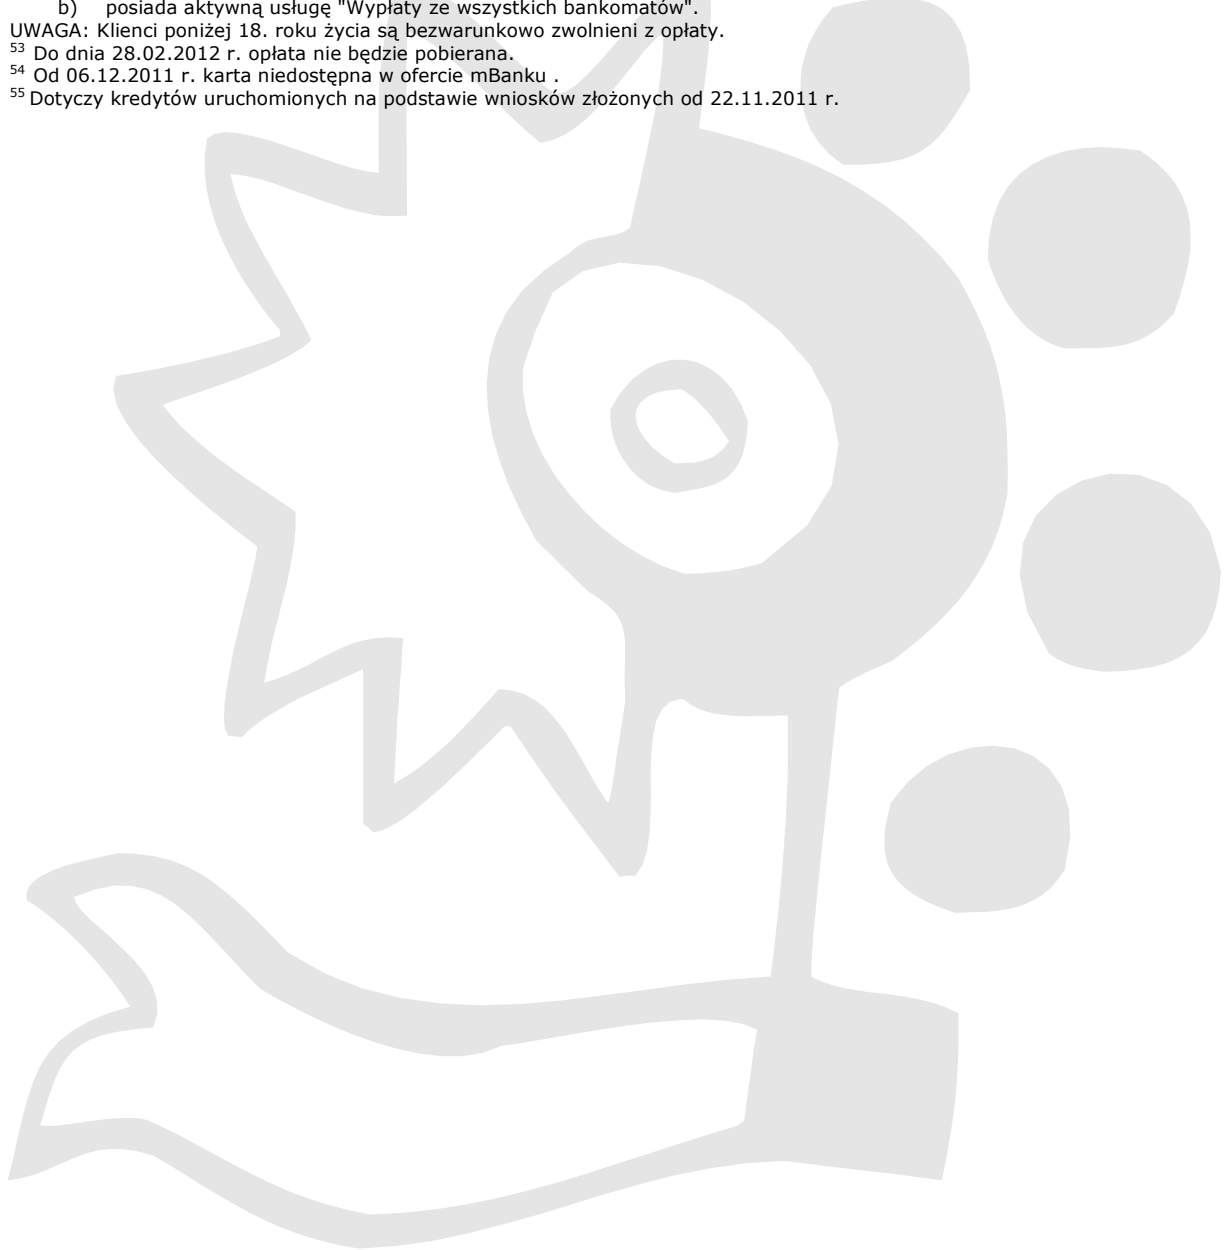 b) posiada aktywną usługę "Wypłaty ze wszystkich bankomatów".
UWAGA: Klienci poniżej 18. roku życia są bezwarunkowo zwolnieni z opłaty.
53 Do dnia 28.02.2012 r. opłata nie będzie pobierana.
54 Od 06.12.2011 r. karta niedostępna w ofercie mBanku .
55 Dotyczy kredytów uruchomionych na podstawie wniosków złożonych od 22.11.2011 r.